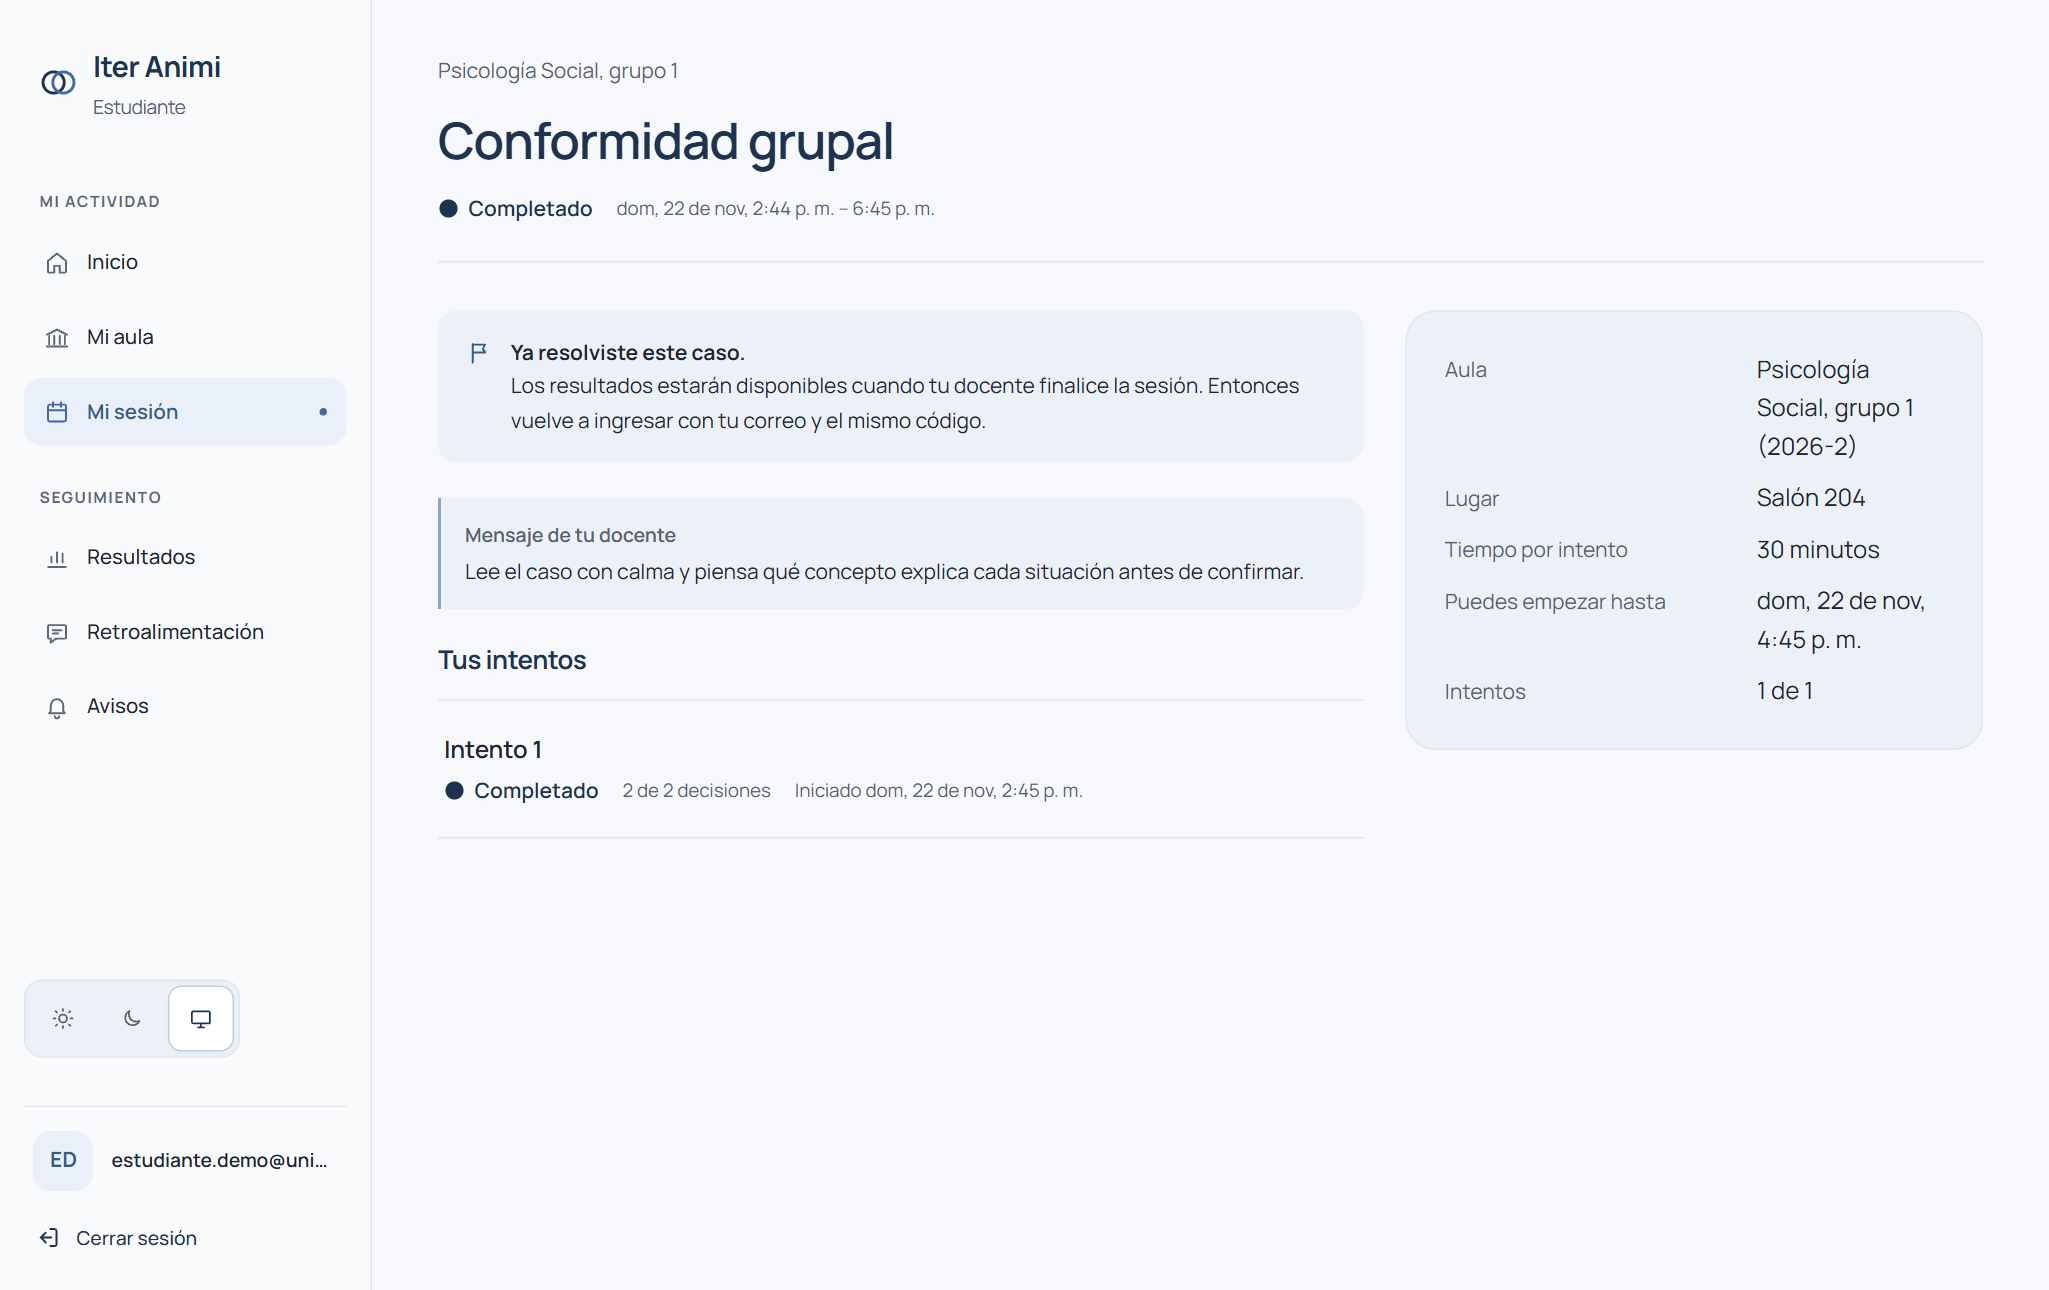 Iter Animi
Estudiante
MI ACTIVIDAD
Inicio
Mi aula
Mi sesión
SEGUIMIENTO
Resultados
Retroalimentación
Avisos
ED
estudiante.demo@uni...
Cerrar sesión
Psicología Social, grupo 1
Conformidad grupal
Completado dom, 22 de nov, 2:44 p. m. – 6:45 p. m.
Ya resolviste este caso.
Los resultados estarán disponibles cuando tu docente finalice la sesión. Entonces
vuelve a ingresar con tu correo y el mismo código.
Mensaje de tu docente
Lee el caso con calma y piensa qué concepto explica cada situación antes de confirmar.
Tus intentos
Intento 1
Completado 2 de 2 decisiones Iniciado dom, 22 de nov, 2:45 p. m.
Aula Psicología
Social, grupo 1
(2026-2)
Lugar Salón 204
Tiempo por intento 30 minutos
Puedes empezar hasta dom, 22 de nov,
4:45 p. m.
Intentos 1 de 1